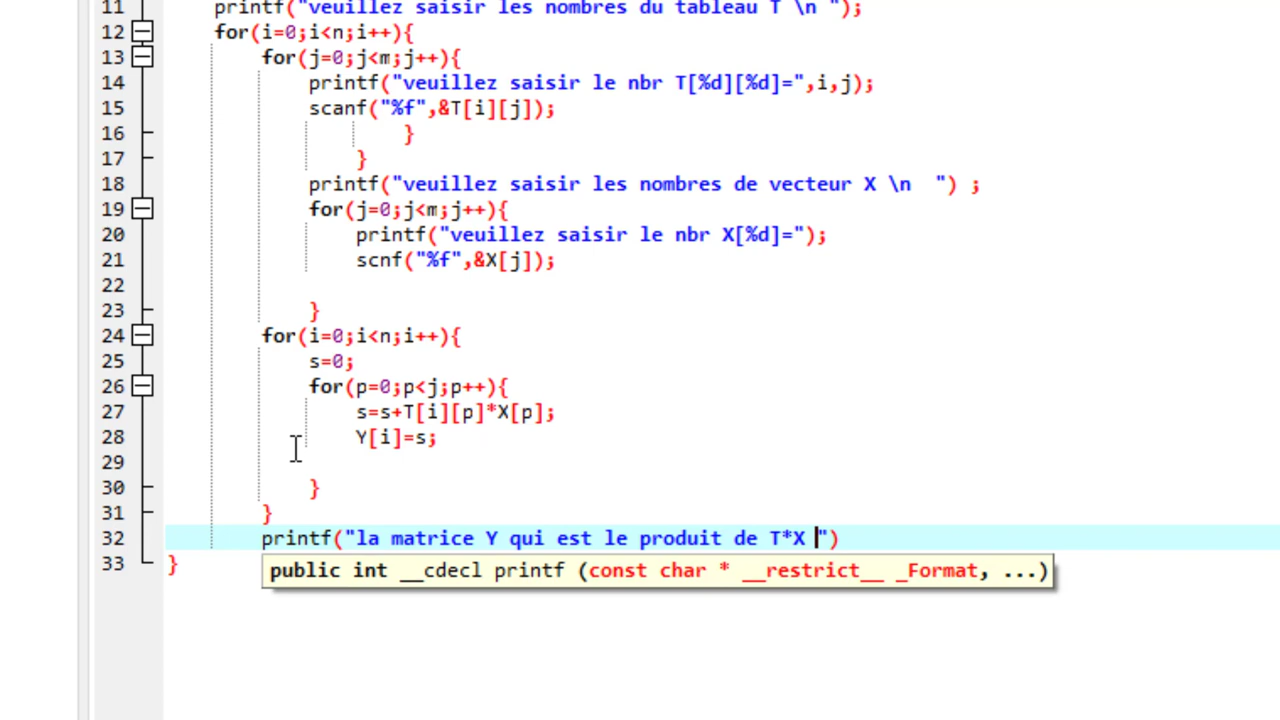 11 printf("veuillez saisir les nombres du tableau T \n ");
12 for(i=0;i<n;i++){
13 for(j=0;j<m;j++){
14 printf("veuillez saisir le nbr T[%d][%d]=",i,j);
15 scanf("%f",&T[i][j]);
16 }
17 }
18 printf("veuillez saisir les nombres de vecteur X \n  ") ;
19 for(j=0;j<m;j++){
20 printf("veuillez saisir le nbr X[%d]=");
21 scnf("%f",&X[j]);
22
23 }
24 for(i=0;i<n;i++){
25 s=0;
26 for(p=0;p<j;p++){
27 s=s+T[i][p]*X[p];
28 Y[i]=s;
29
30 }
31 }
32 printf("la matrice Y qui est le produit de T*X ")
33 }
public int __cdecl printf (const char * __restrict__ _Format, ...)